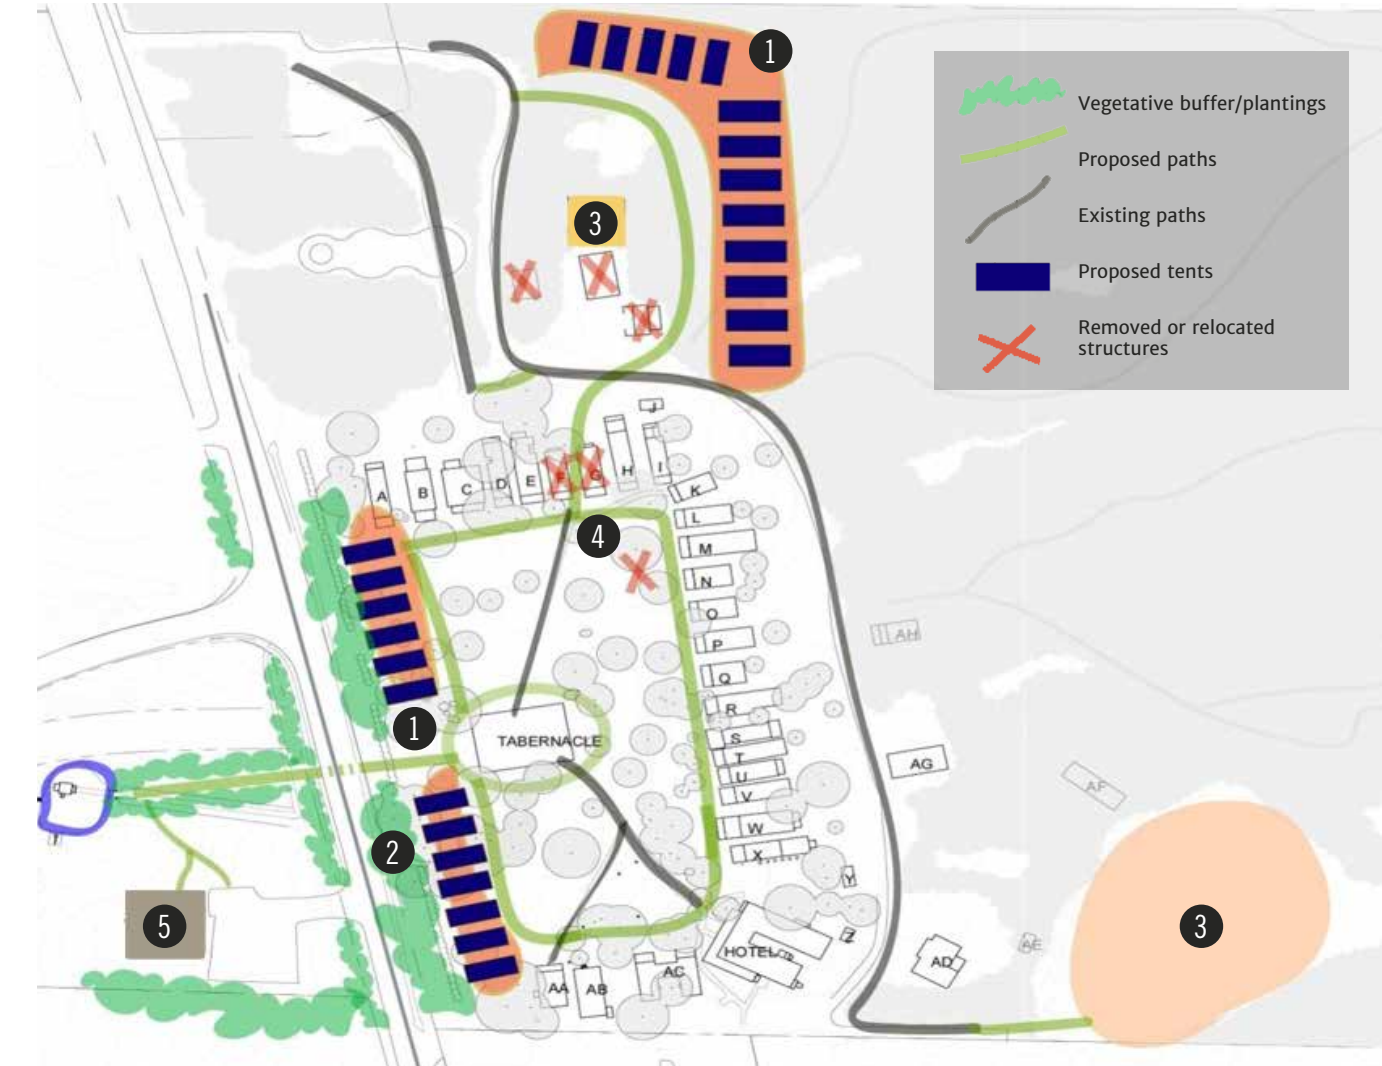 1
Vegetative buffer/plantings
Proposed paths
Existing paths
Proposed tents
Removed or relocated
structures
3
J
A
B
C
D
E
F
G
H
I
K
L
4
M
N
O
P
AH
Q
R
1
TABERNACLE
S
T
U
V
AG
AF
W
X
2
Y
5
3
Z
HOTEL
AE
AD
AC
AA
AB